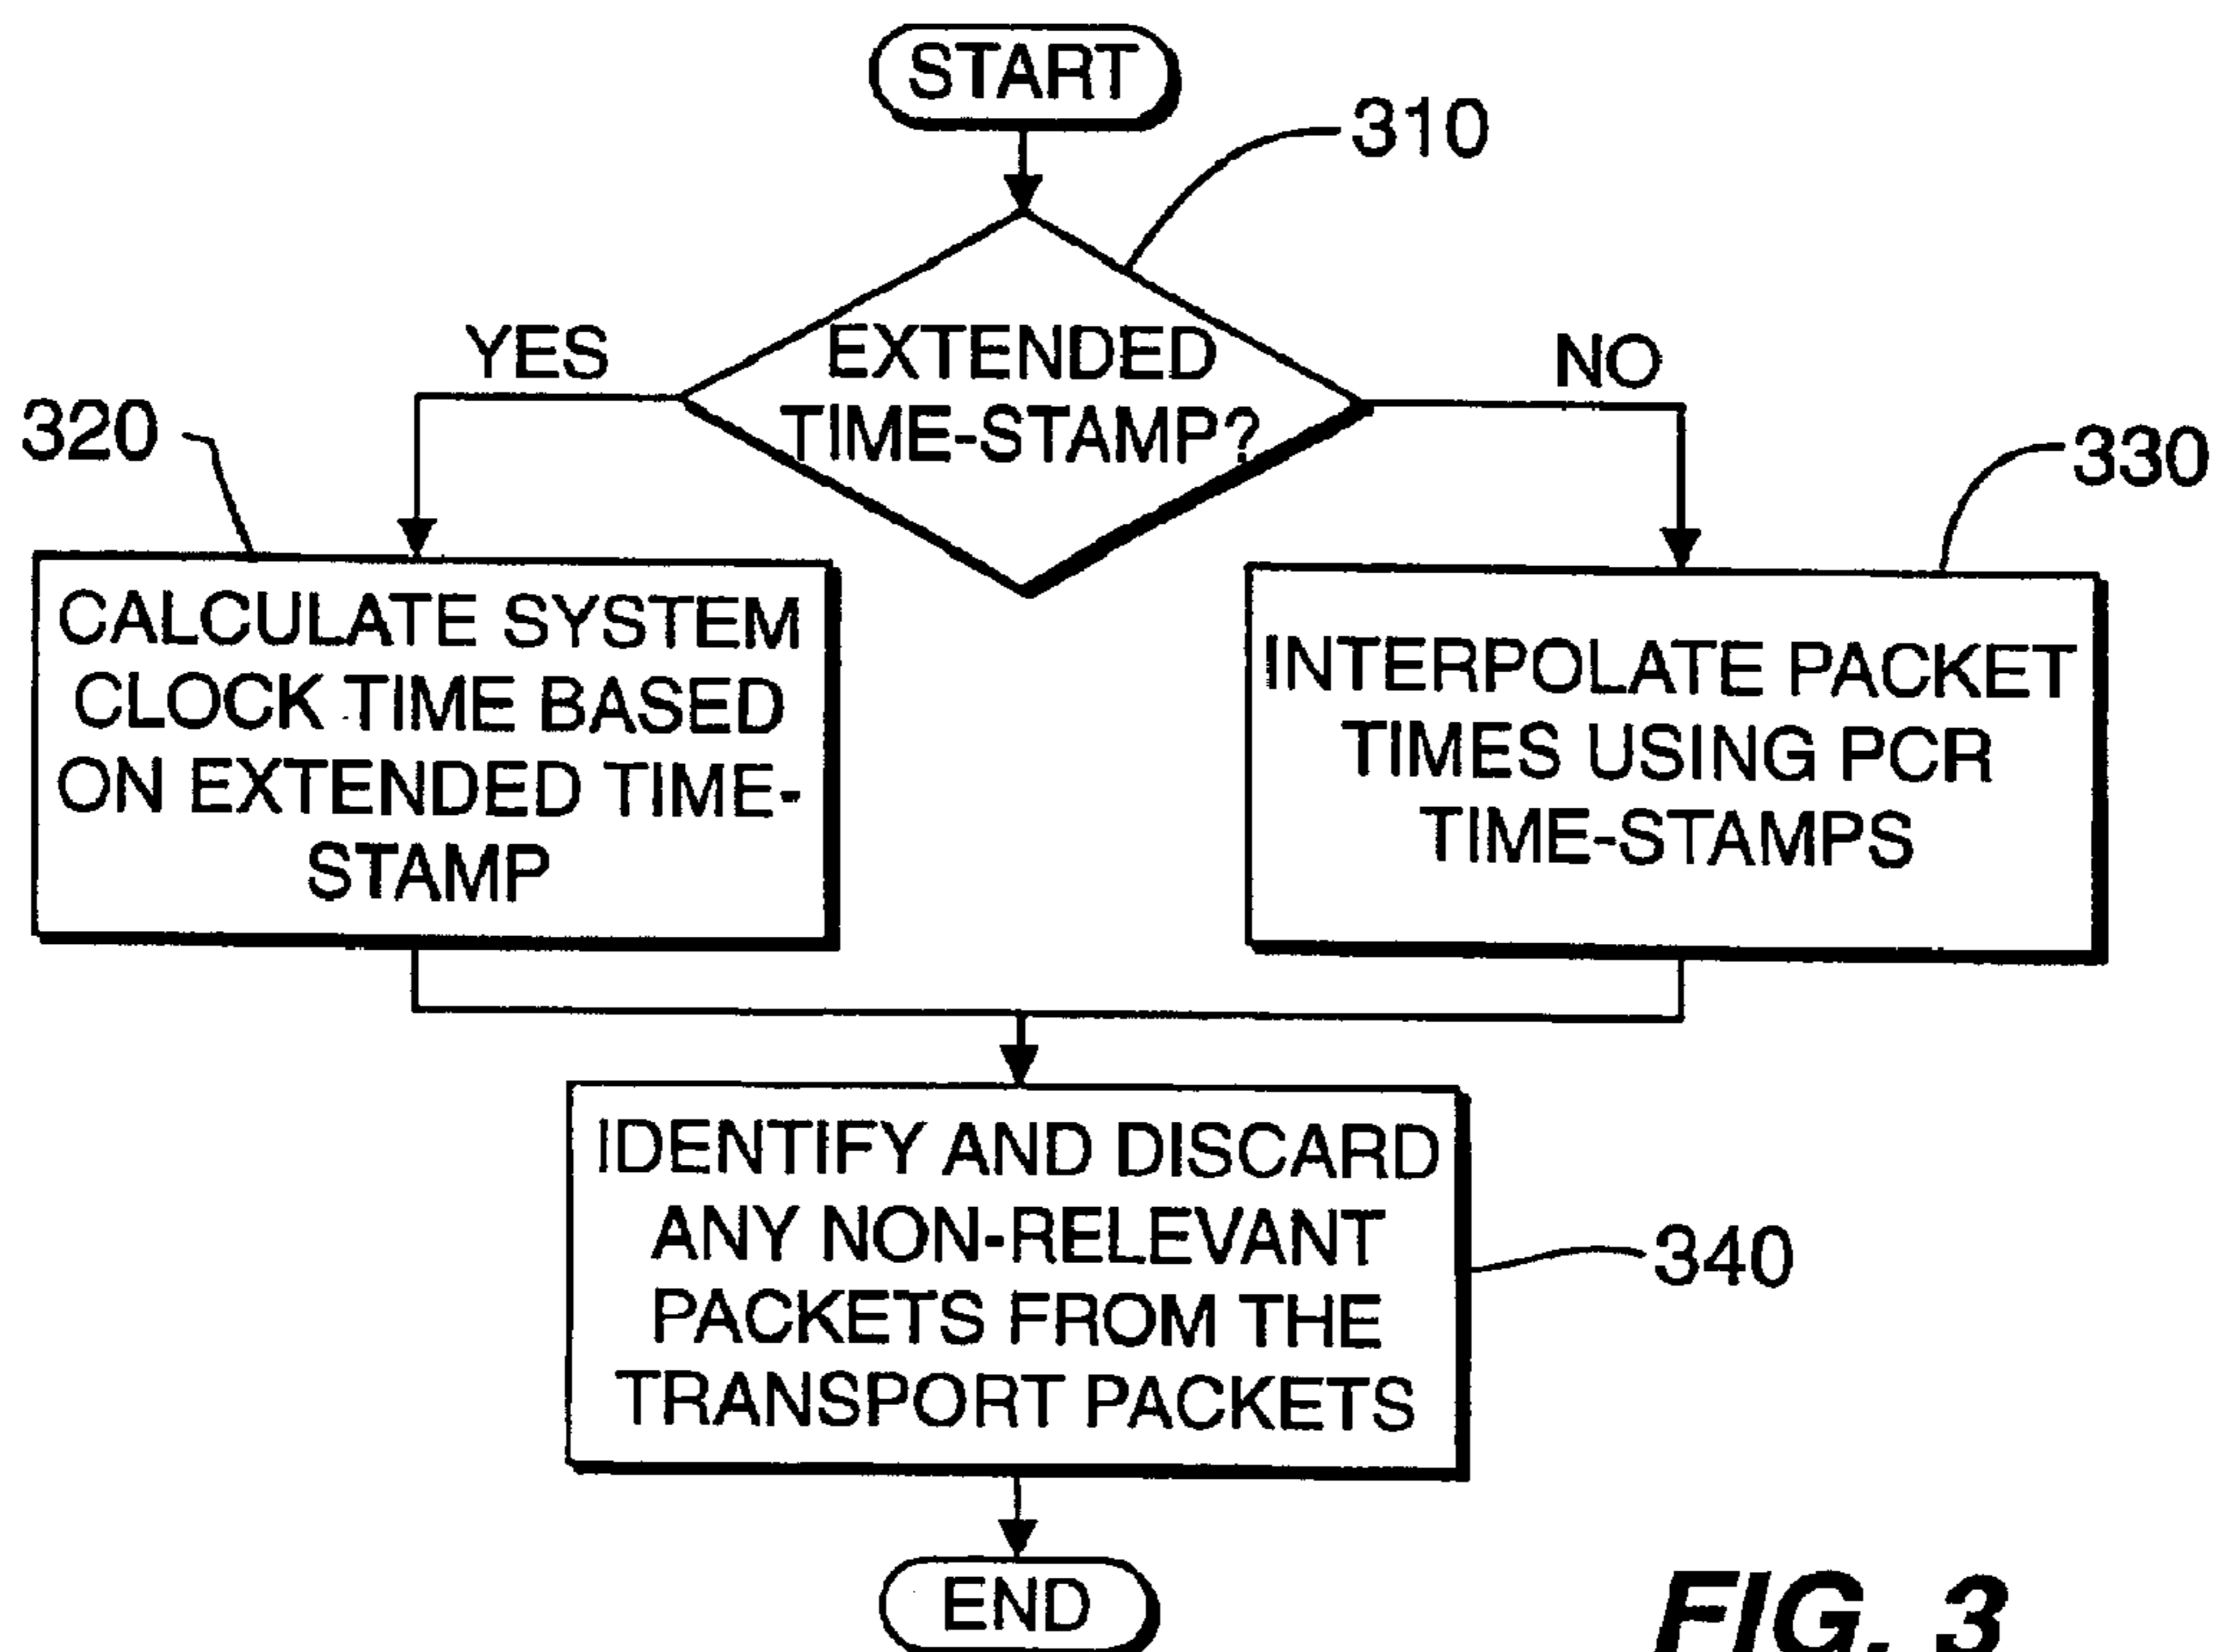 START
310
YES
EXTENDED
TIME-STAMP?
NO
320
330
CALCULATE SYSTEM
CLOCK TIME BASED
ON EXTENDED TIME-
STAMP
INTERPOLATE PACKET
TIMES USING PCR
TIME-STAMPS
IDENTIFY AND DISCARD
ANY NON-RELEVANT
PACKETS FROM THE
TRANSPORT PACKETS
340
END
FIG. 3